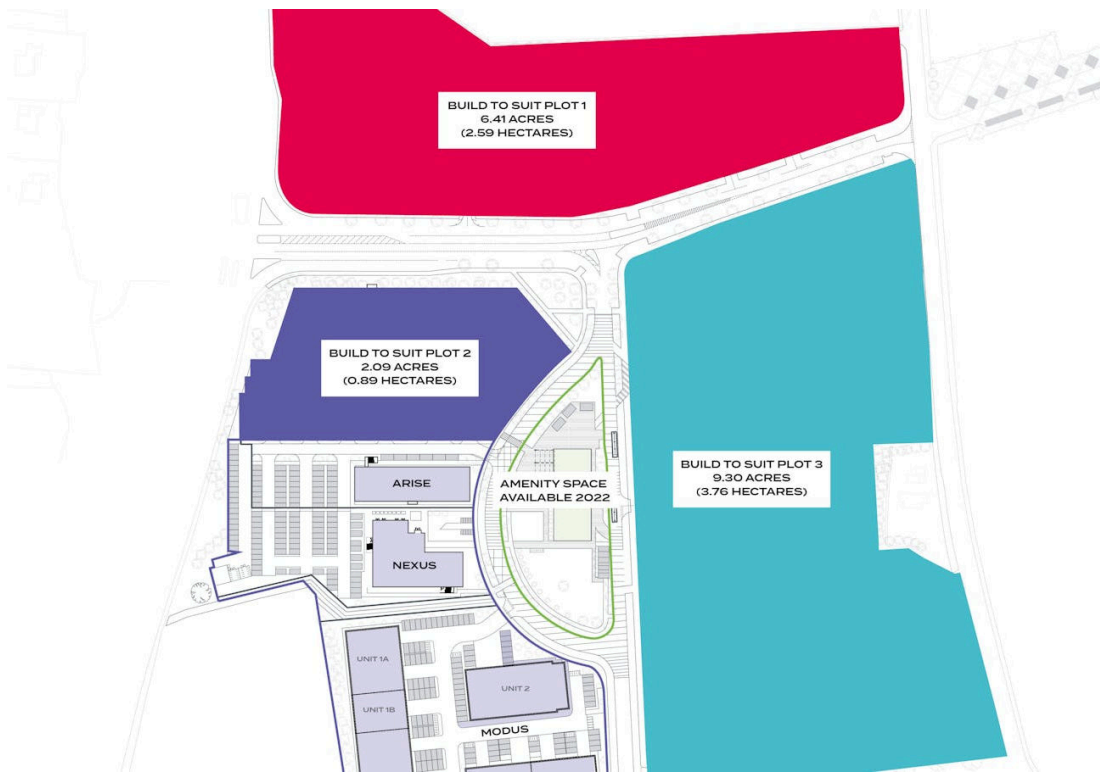 BUILD TO SUIT PLOT 1
6.41 ACRES
(2.59 HECTARES)
BUILD TO SUIT PLOT 2
2.09 ACRES
(0.89 HECTARES)
BUILD TO SUIT PLOT 3
9.30 ACRES
(3.76 HECTARES)
ARISE
AMENITY SPACE
AVAILABLE 2022
NEXUS
UNIT 1A
UNIT 2
UNIT 1B
MODUS